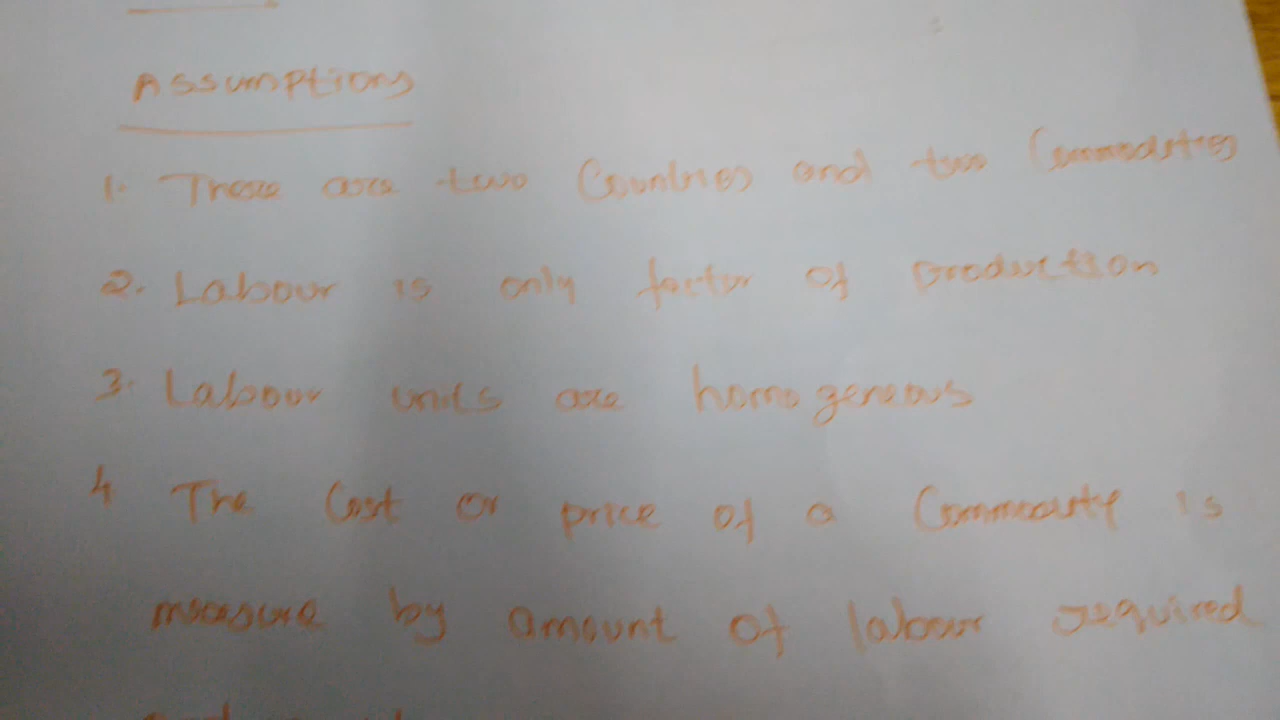 Assumptions
1. There are two Countries and two Commodities
2. Labour is only factor of production
3. Labour units are homogeneous
4 The Cost or price of a Commodity is
measure by amount of labour required